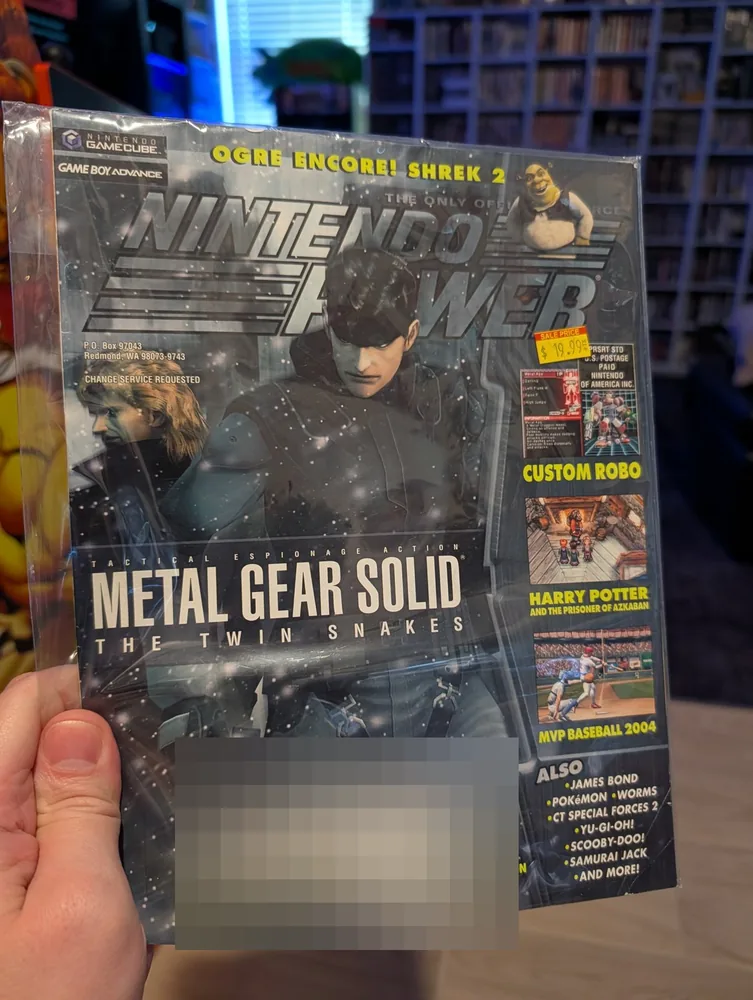 NINTENDO
GAMECUBE
GAME BOY ADVANCE
OGRE ENCORE! SHREK 2
THE ONLY
NINTENDO
POWER
P.O. Box 97043
Redmond, WA 98073-9743
CHANGE SERVICE REQUESTED
SALE PRICE
$ 19.99
PRSRT STD
U.S. POSTAGE
PAID
NINTENDO
OF AMERICA INC.
CUSTOM ROBO
TACTICAL ESPIONAGE ACTION
METAL GEAR SOLID
THE TWIN SNAKES
HARRY POTTER
AND THE PRISONER OF AZKABAN
MVP BASEBALL 2004
ALSO
•JAMES BOND
•POKéMON •WORMS
•CT SPECIAL FORCES 2
•YU-GI-OH!
•SCOOBY-DOO!
•SAMURAI JACK
•AND MORE!